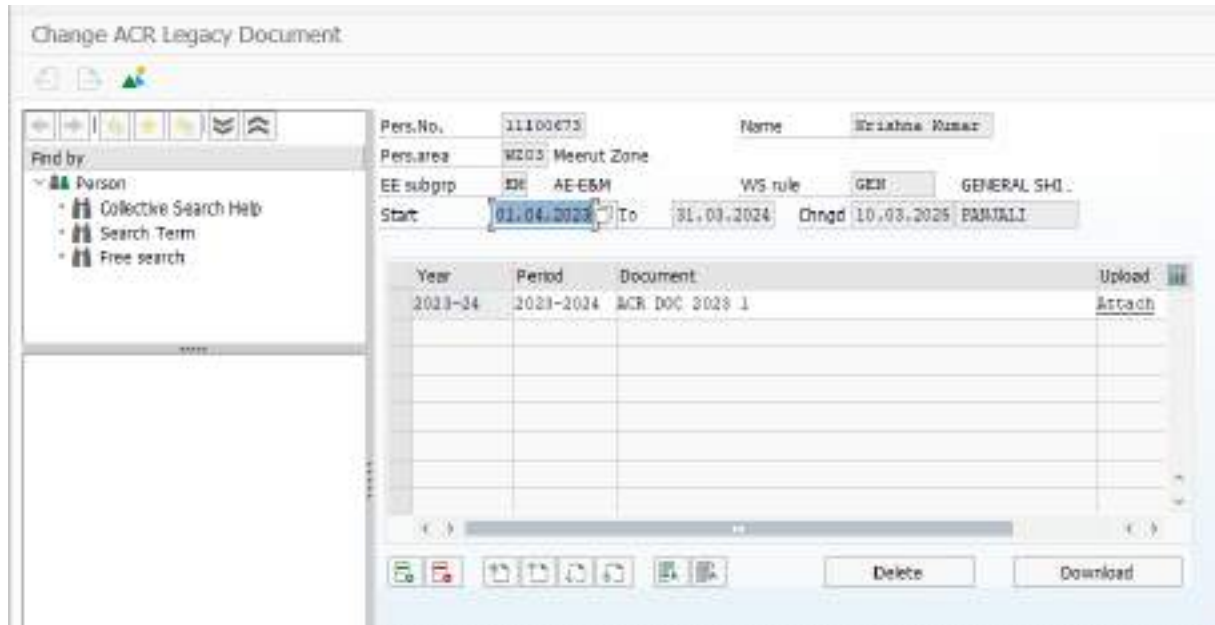 Change ACR Legacy Document
Find by
Person
Collective Search Help
Search Term
Free search
Pers.No. 11100673 Name Krishna Kumar
Pers.area WZ03 Meerut Zone
EE subgrp EM AE-E&M WS rule GEN GENERAL SHI..
Start 01.04.2023 To 31.03.2024 Chngd 10.03.2025 PANJALI
Year Period Document Upload
2023-24 2023-2024 ACR DOC 2023 1 Attach
Delete Download